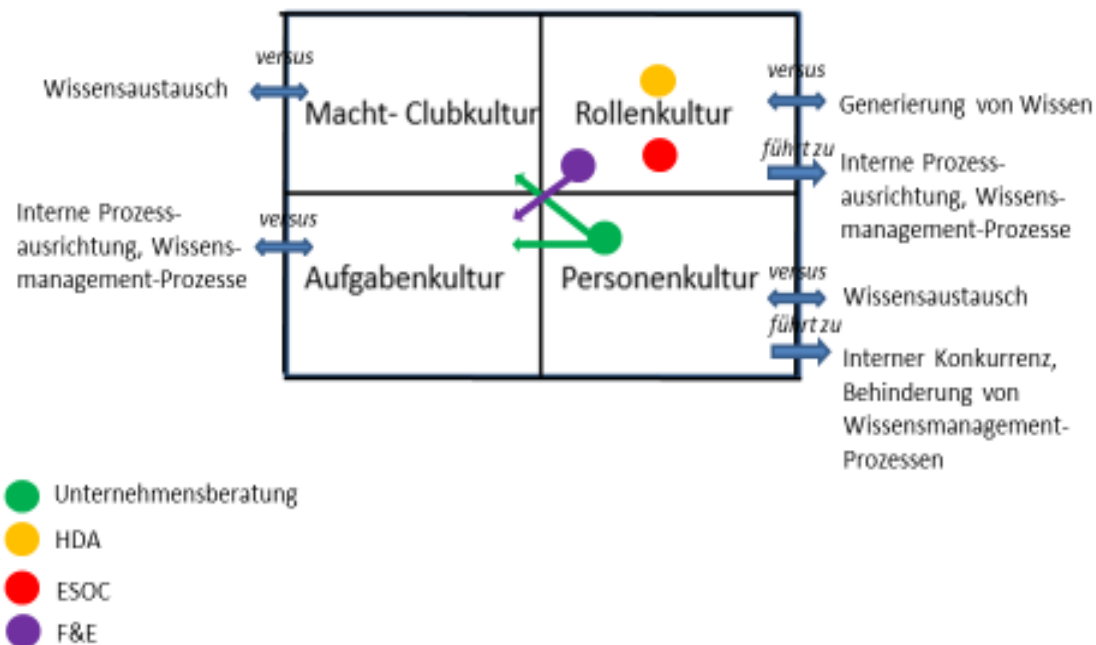 versus
Wissensaustausch
Macht- Clubkultur
Rollenkultur
versus
Generierung von Wissen
führt zu
Interne Prozess-
ausrichtung, Wissens-
management-Prozesse
Interne Prozess-
ausrichtung, Wissens-
management-Prozesse
versus
Aufgabenkultur
Personenkultur
versus
Wissensaustausch
führt zu
Interner Konkurrenz,
Behinderung von
Wissensmanagement-
Prozessen
Unternehmensberatung
HDA
ESOC
F&E